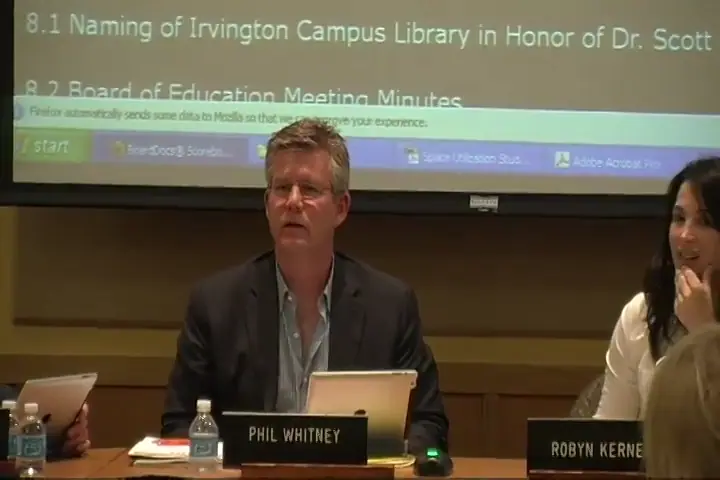 8.1 Naming of Irvington Campus Library in Honor of Dr. Scott
8.2 Board of Education Meeting Minutes
Firefox automatically sends some data to Mozilla so that we can improve your experience.
start BoardDocs® Space Utilization Stud... Adobe Acrobat Pro
PHIL WHITNEY
ROBYN KERNE